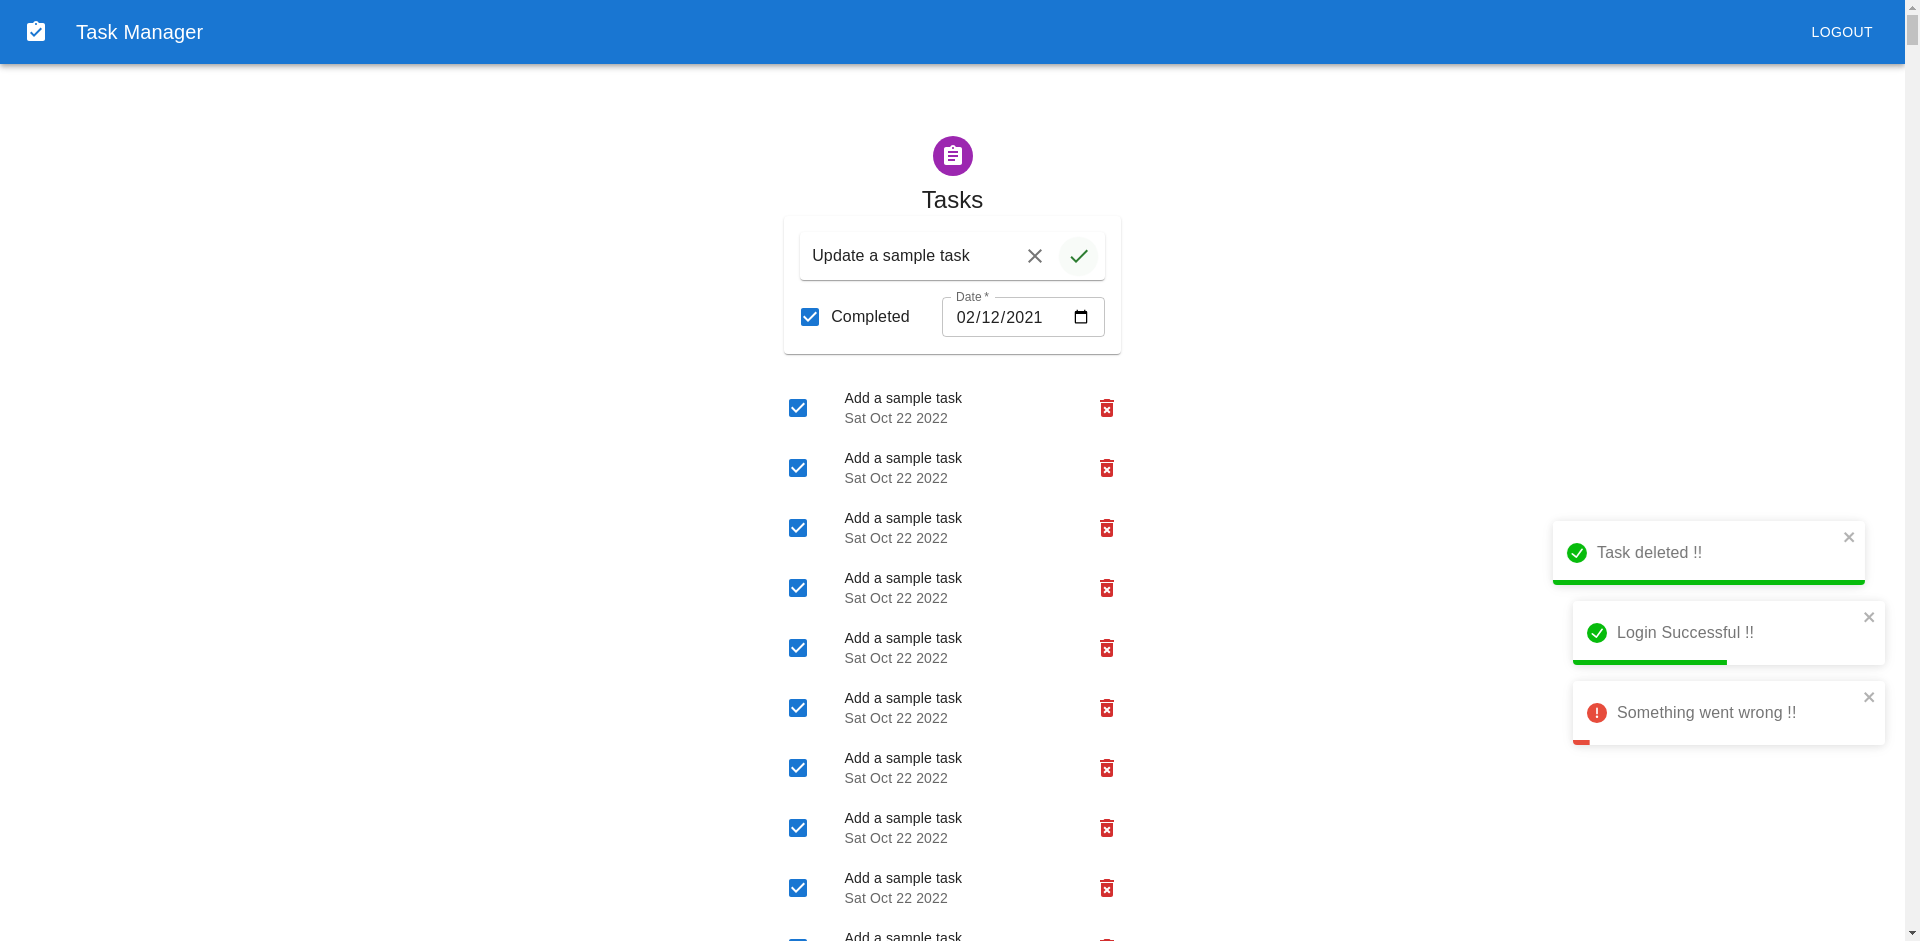 Task Manager
LOGOUT
Tasks
Update a sample task
Completed
Date *
02/12/2021
Add a sample task
Sat Oct 22 2022
Add a sample task
Sat Oct 22 2022
Add a sample task
Sat Oct 22 2022
Add a sample task
Sat Oct 22 2022
Add a sample task
Sat Oct 22 2022
Add a sample task
Sat Oct 22 2022
Add a sample task
Sat Oct 22 2022
Add a sample task
Sat Oct 22 2022
Add a sample task
Sat Oct 22 2022
Add a sample task
Task deleted !!
Login Successful !!
Something went wrong !!